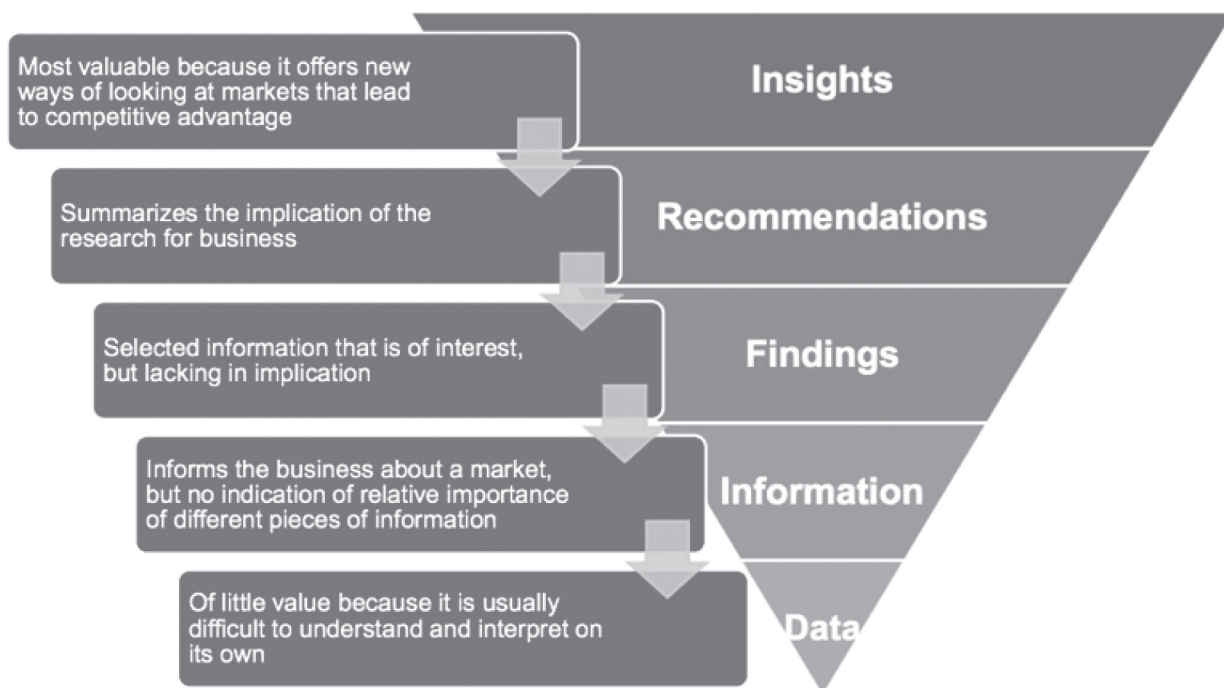 Most valuable because it offers new
ways of looking at markets that lead
to competitive advantage
Insights
Summarizes the implication of the
research for business
Recommendations
Selected information that is of interest,
but lacking in implication
Findings
Informs the business about a market,
but no indication of relative importance
of different pieces of information
Information
Of little value because it is usually
difficult to understand and interpret on
its own
Data